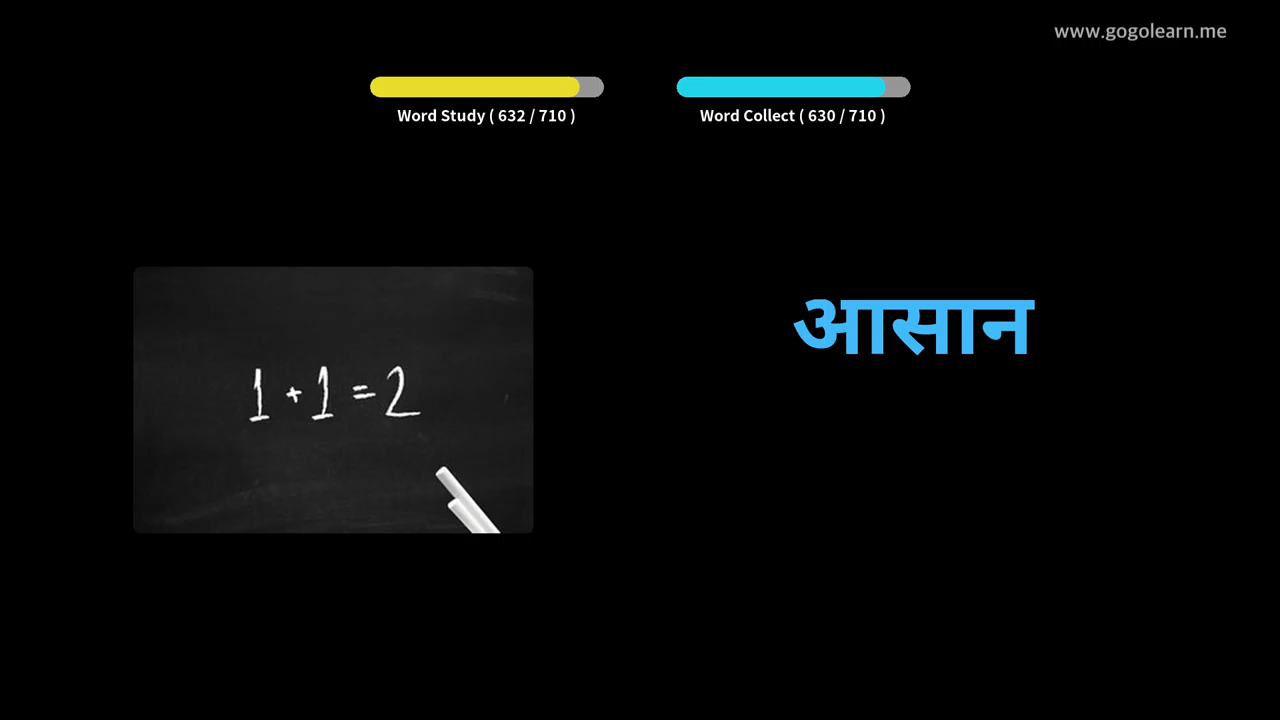 www.gogolearn.me
Word Study ( 632 / 710 )
Word Collect ( 630 / 710 )
1 + 1 = 2
आसान